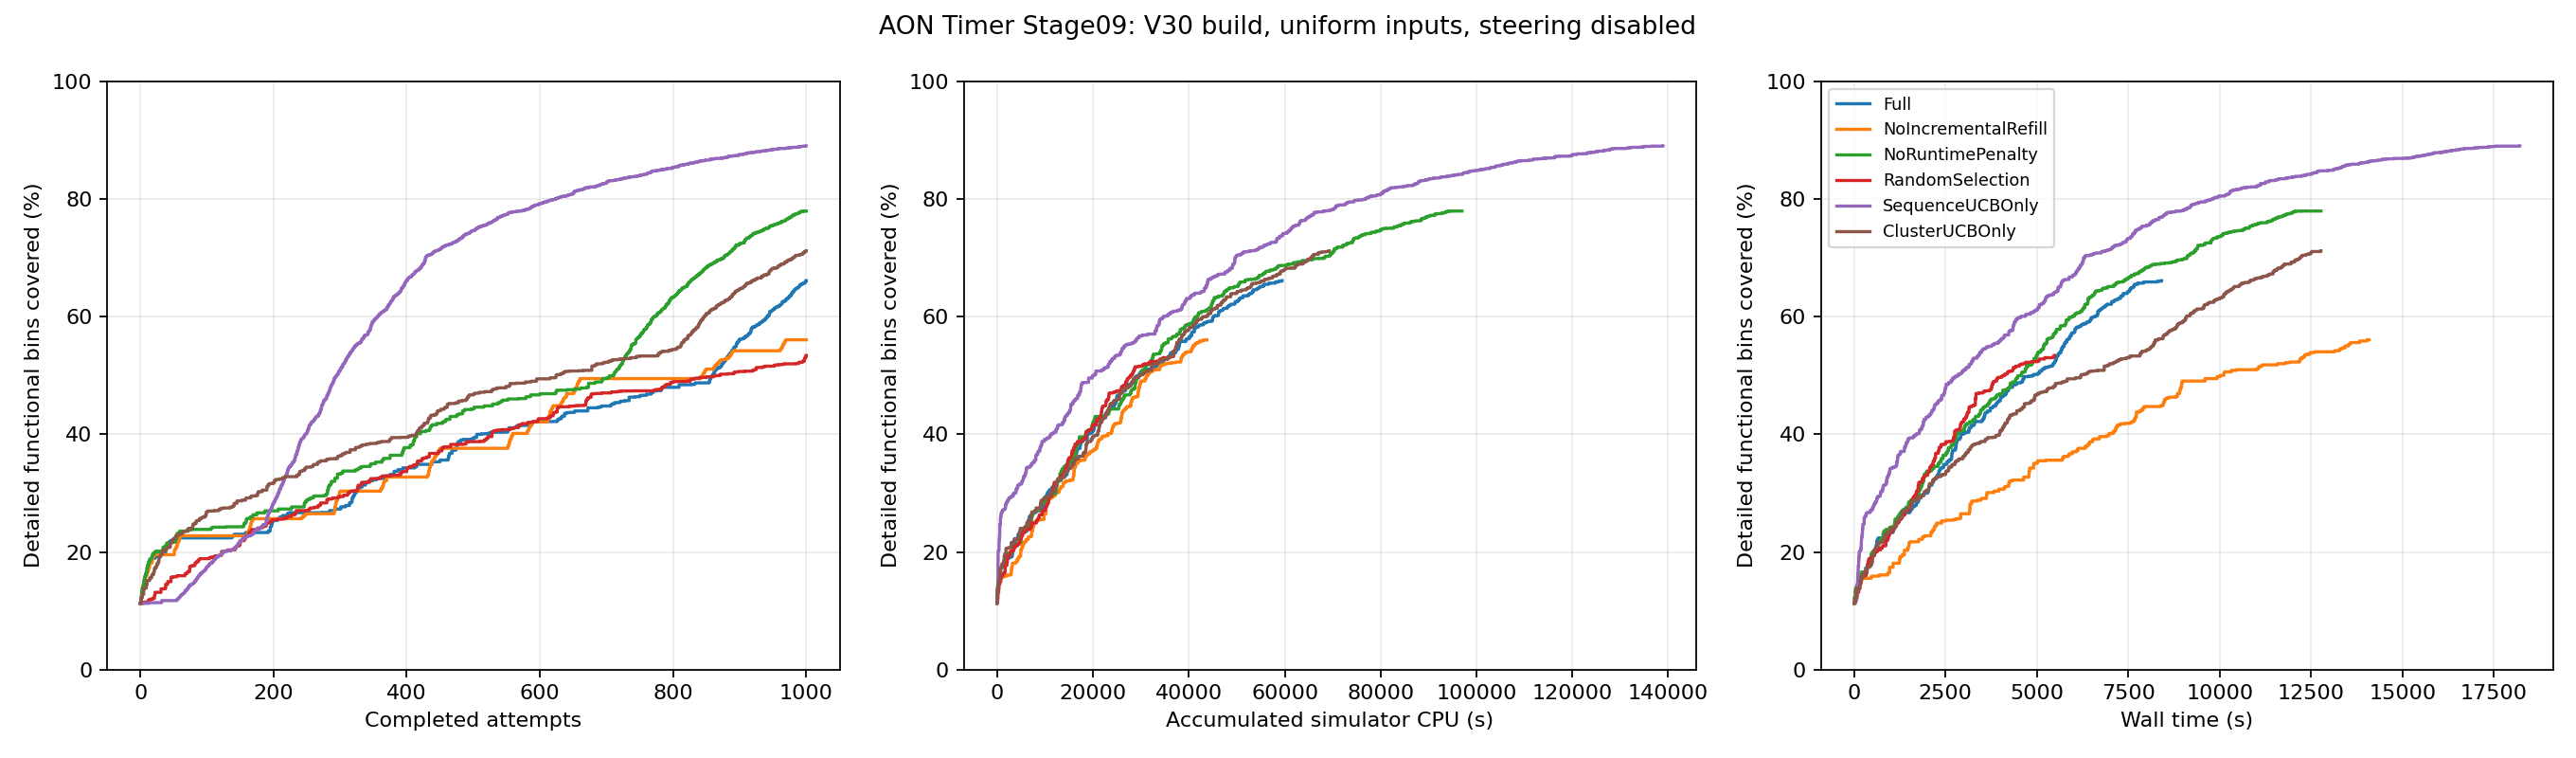 AON Timer Stage09: V30 build, uniform inputs, steering disabled
Detailed functional bins covered (%)
100
80
60
40
20
0
0 200 400 600 800 1000
Completed attempts
Detailed functional bins covered (%)
100
80
60
40
20
0
0 20000 40000 60000 80000 100000 120000 140000
Accumulated simulator CPU (s)
Detailed functional bins covered (%)
100
80
60
40
20
0
Full
NoIncrementalRefill
NoRuntimePenalty
RandomSelection
SequenceUCBOnly
ClusterUCBOnly
0 2500 5000 7500 10000 12500 15000 17500
Wall time (s)